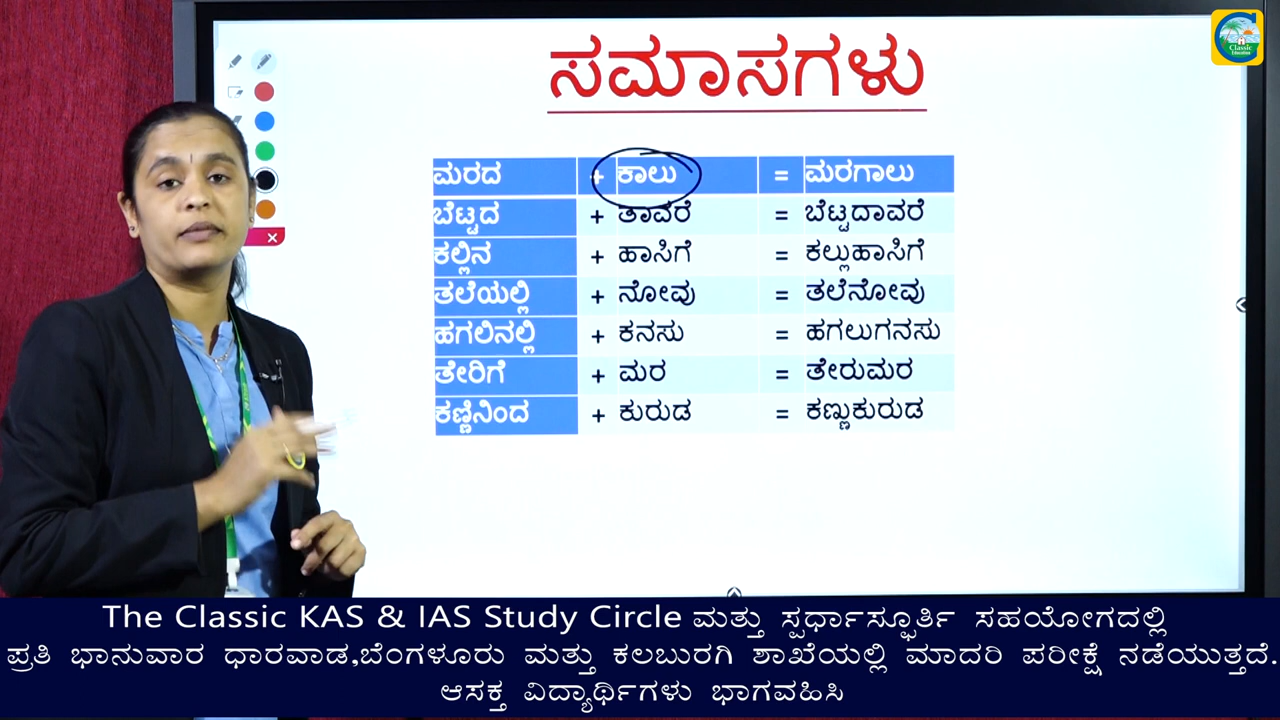 Classic
Education
ಸಮಾಸಗಳು
ಮರದ + ಕಾಲು = ಮರಗಾಲು
ಬೆಟ್ಟದ + ತಾವರೆ = ಬೆಟ್ಟದಾವರೆ
ಕಲ್ಲಿನ + ಹಾಸಿಗೆ = ಕಲ್ಲುಹಾಸಿಗೆ
ತಲೆಯಲ್ಲಿ + ನೋವು = ತಲೆನೋವು
ಹಗಲಿನಲ್ಲಿ + ಕನಸು = ಹಗಲುಗನಸು
ತೇರಿಗೆ + ಮರ = ತೇರುಮರ
ಕಣ್ಣಿನಿಂದ + ಕುರುಡ = ಕಣ್ಣುಕುರುಡ
The Classic KAS & IAS Study Circle ಮತ್ತು ಸ್ಪರ್ಧಾಸ್ಫೂರ್ತಿ ಸಹಯೋಗದಲ್ಲಿ
ಪ್ರತಿ ಭಾನುವಾರ ಧಾರವಾಡ,ಬೆಂಗಳೂರು ಮತ್ತು ಕಲಬುರಗಿ ಶಾಖೆಯಲ್ಲಿ ಮಾದರಿ ಪರೀಕ್ಷೆ ನಡೆಯುತ್ತದೆ.
ಆಸಕ್ತ ವಿದ್ಯಾರ್ಥಿಗಳು ಭಾಗವಹಿಸಿ